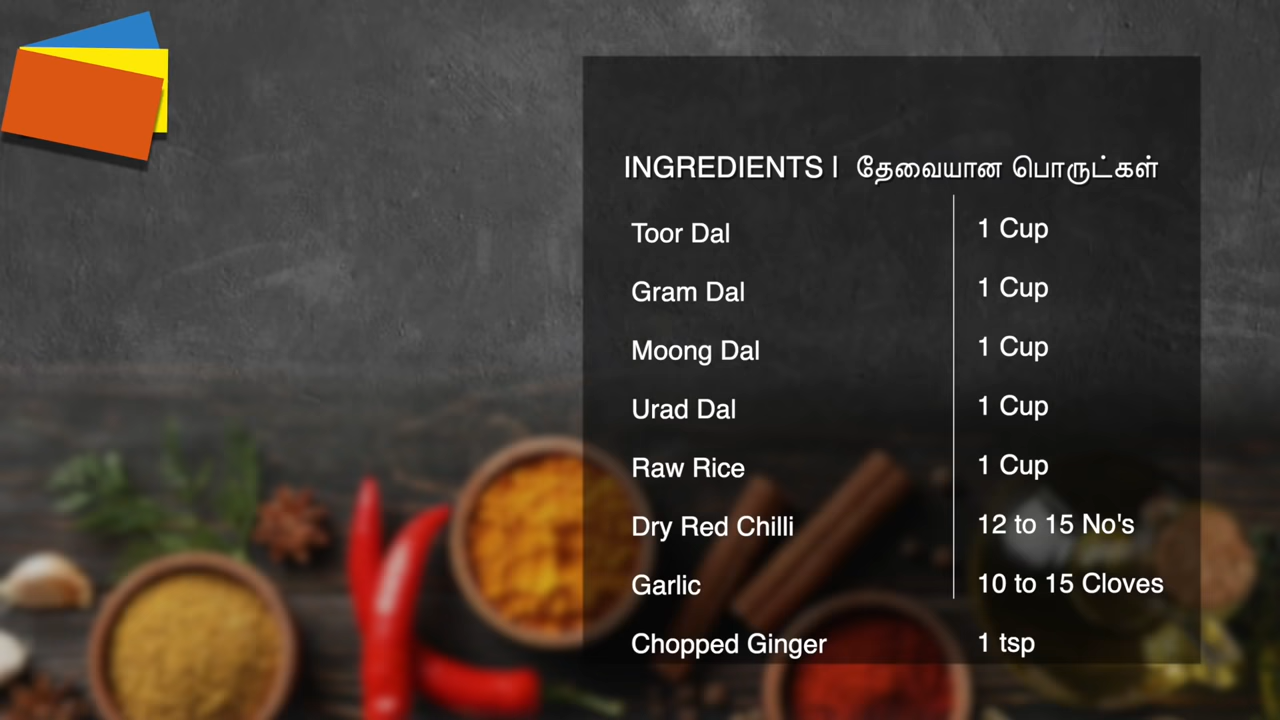 INGREDIENTS | தேவையான பொருட்கள்
Toor Dal 1 Cup
Gram Dal 1 Cup
Moong Dal 1 Cup
Urad Dal 1 Cup
Raw Rice 1 Cup
Dry Red Chilli 12 to 15 No's
Garlic 10 to 15 Cloves
Chopped Ginger 1 tsp